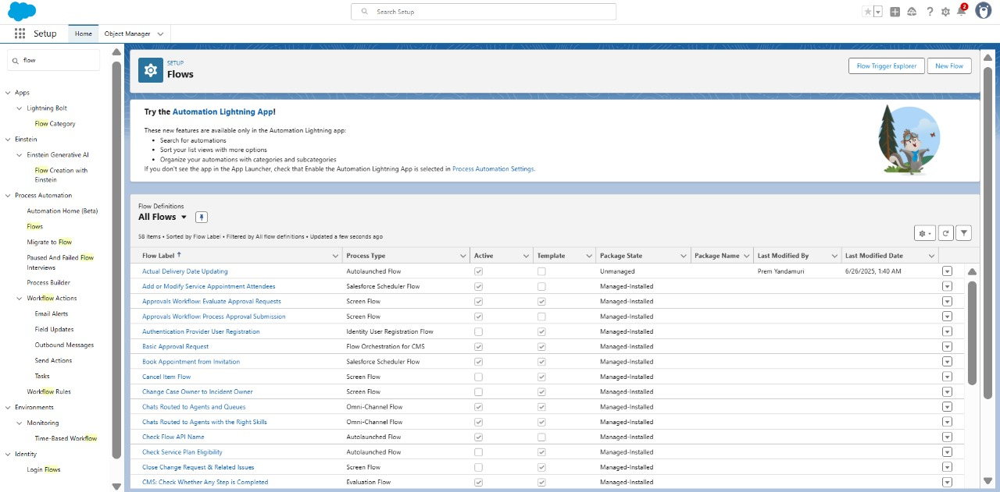 Search Setup
2
Setup
Home
Object Manager
flow
Apps
Lightning Bolt
Flow Category
Einstein
Einstein Generative AI
Flow Creation with
Einstein
Process Automation
Automation Home (Beta)
Flows
Migrate to Flow
Paused And Failed Flow
Interviews
Process Builder
Workflow Actions
Email Alerts
Field Updates
Outbound Messages
Send Actions
Tasks
Workflow Rules
Environments
Monitoring
Time-Based Workflow
Identity
Login Flows
SETUP
Flows
Flow Trigger Explorer
New Flow
Try the Automation Lightning App!
These new features are available only in the Automation Lightning app:
• Search for automations
• Sort your list views with more options
• Organize your automations with categories and subcategories
If you don't see the app in the App Launcher, check that Enable the Automation Lightning App is selected in Process Automation Settings.
Flow Definitions
All Flows
58 items • Sorted by Flow Label • Filtered by All flow definitions • Updated a few seconds ago
Flow Label Process Type Active Template Package State Package Name Last Modified By Last Modified Date
Actual Delivery Date Updating Autolaunched Flow Unmanaged Prem Yandamuri 6/26/2025, 1:40 AM
Add or Modify Service Appointment Attendees Salesforce Scheduler Flow Managed-Installed
Approvals Workflow: Evaluate Approval Requests Screen Flow Managed-Installed
Approvals Workflow: Process Approval Submission Screen Flow Managed-Installed
Authentication Provider User Registration Identity User Registration Flow Managed-Installed
Basic Approval Request Flow Orchestration for CMS Managed-Installed
Book Appointment from Invitation Salesforce Scheduler Flow Managed-Installed
Cancel Item Flow Screen Flow Managed-Installed
Change Case Owner to Incident Owner Screen Flow Managed-Installed
Chats Routed to Agents and Queues Omni-Channel Flow Managed-Installed
Chats Routed to Agents with the Right Skills Omni-Channel Flow Managed-Installed
Check Flow API Name Autolaunched Flow Managed-Installed
Check Service Plan Eligibility Autolaunched Flow Managed-Installed
Close Change Request & Related Issues Screen Flow Managed-Installed
CMS: Check Whether Any Step is Completed Evaluation Flow Managed-Installed